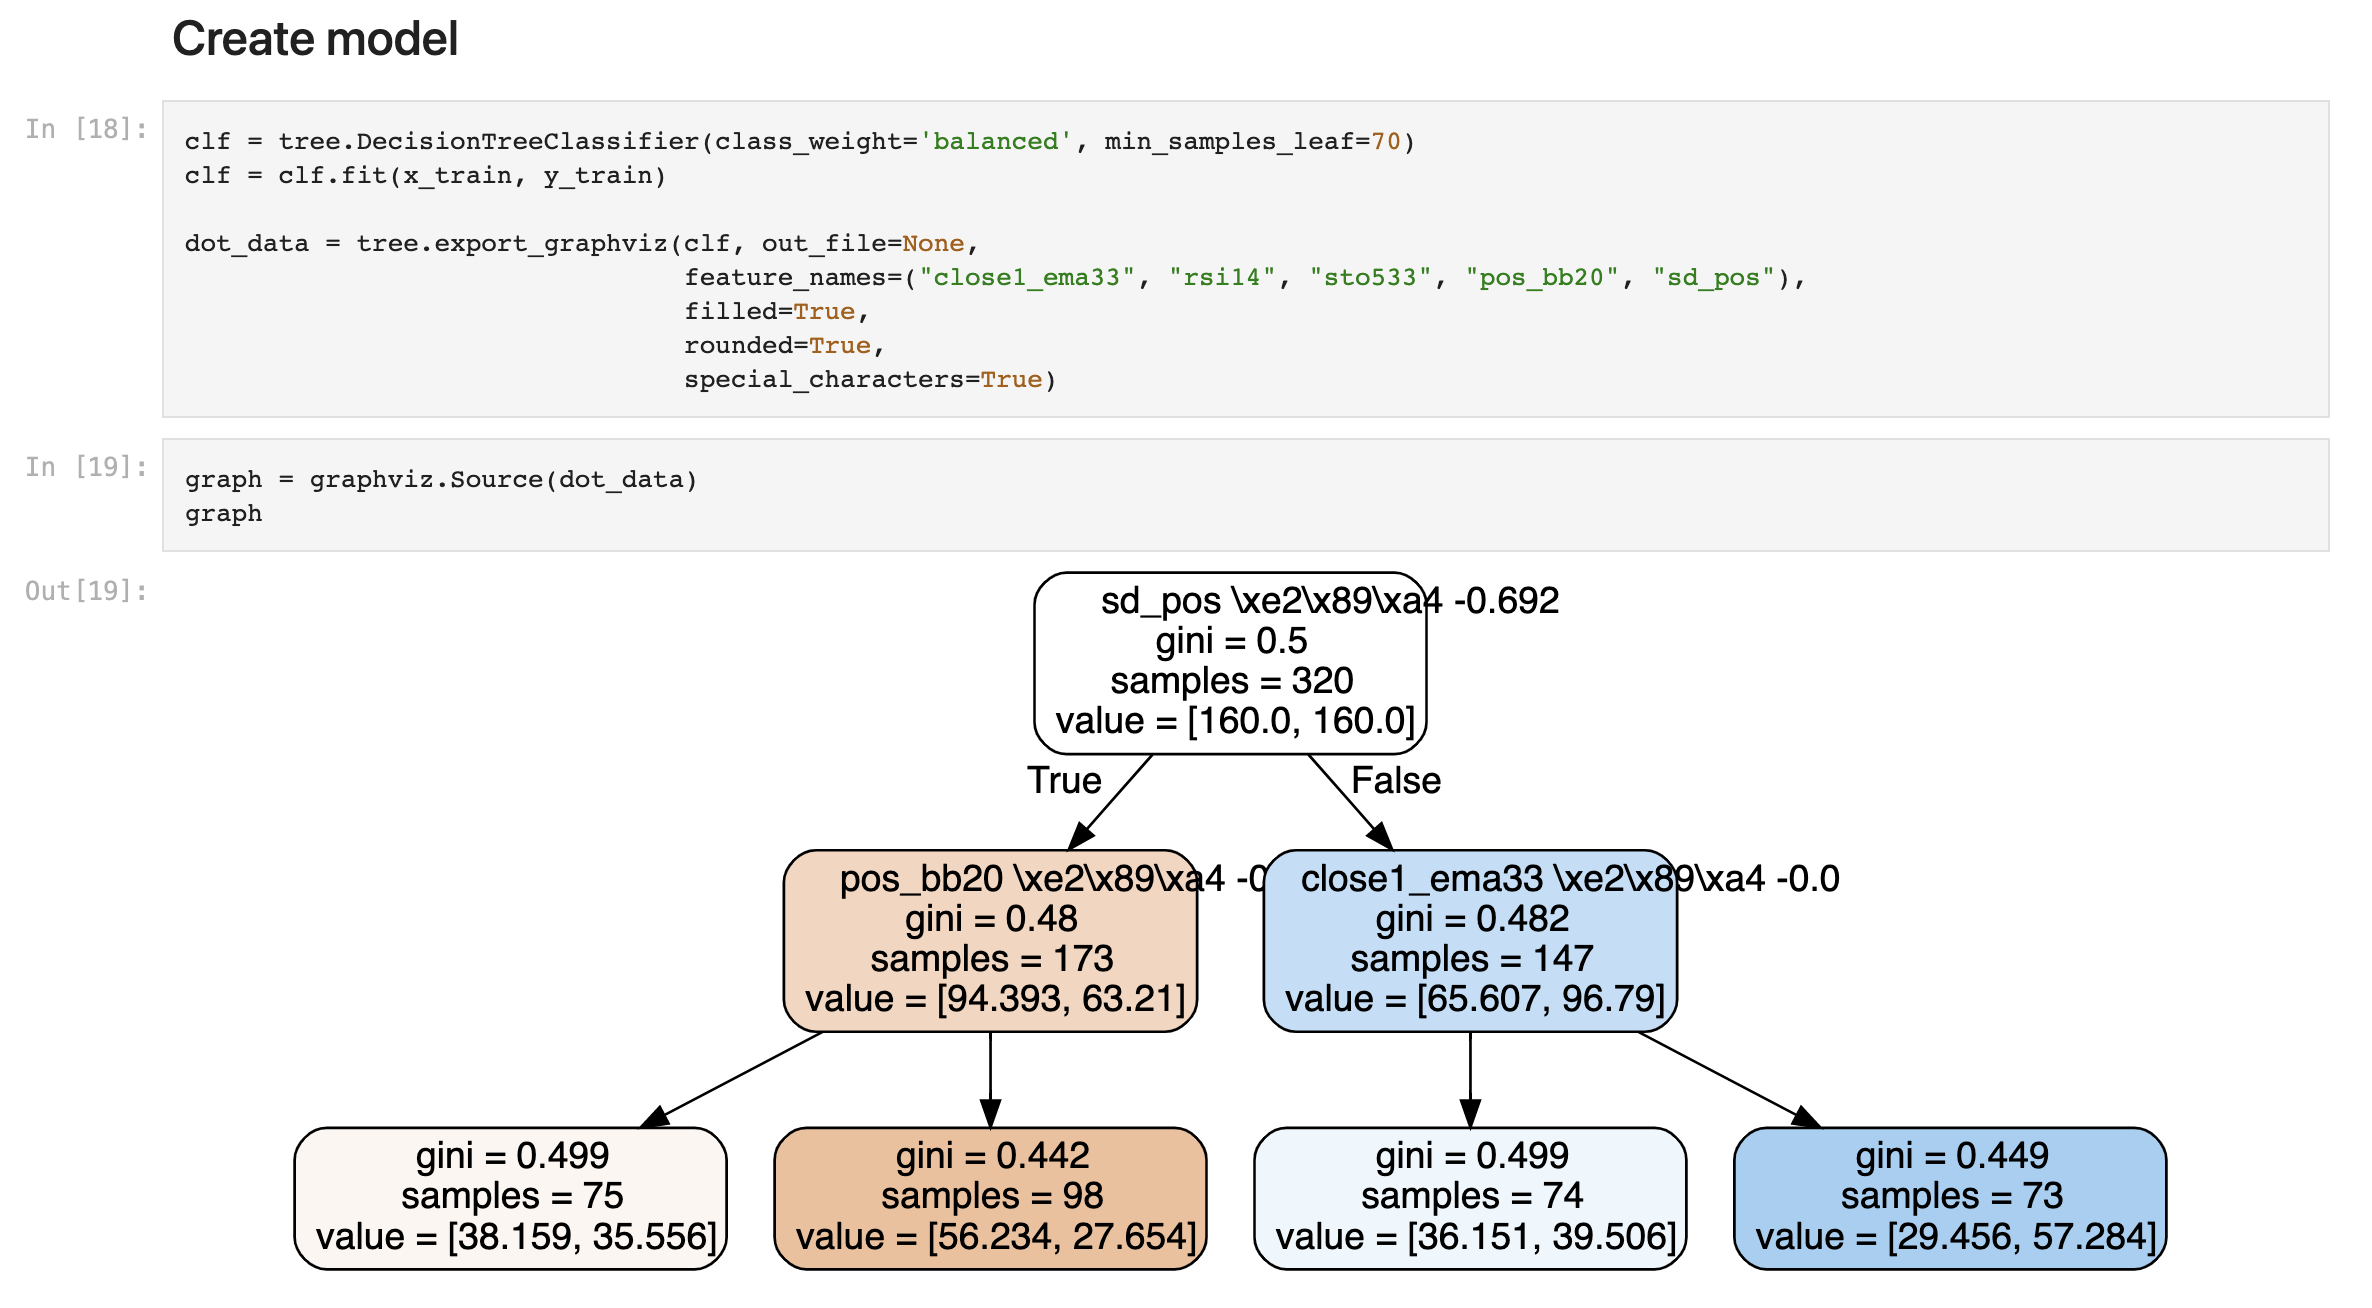 Create model
In [18]:
clf = tree.DecisionTreeClassifier(class_weight='balanced', min_samples_leaf=70)
clf = clf.fit(x_train, y_train)
dot_data = tree.export_graphviz(clf, out_file=None,
feature_names=("close1_ema33", "rsi14", "sto533", "pos_bb20", "sd_pos"),
filled=True,
rounded=True,
special_characters=True)
In [19]:
graph = graphviz.Source(dot_data)
graph
Out[19]:
sd_pos \xe2\x89\xa4 -0.692
gini = 0.5
samples = 320
value = [160.0, 160.0]
True
False
pos_bb20 \xe2\x89\xa4 -0
gini = 0.48
samples = 173
value = [94.393, 63.21]
close1_ema33 \xe2\x89\xa4 -0.0
gini = 0.482
samples = 147
value = [65.607, 96.79]
gini = 0.499
samples = 75
value = [38.159, 35.556]
gini = 0.442
samples = 98
value = [56.234, 27.654]
gini = 0.499
samples = 74
value = [36.151, 39.506]
gini = 0.449
samples = 73
value = [29.456, 57.284]